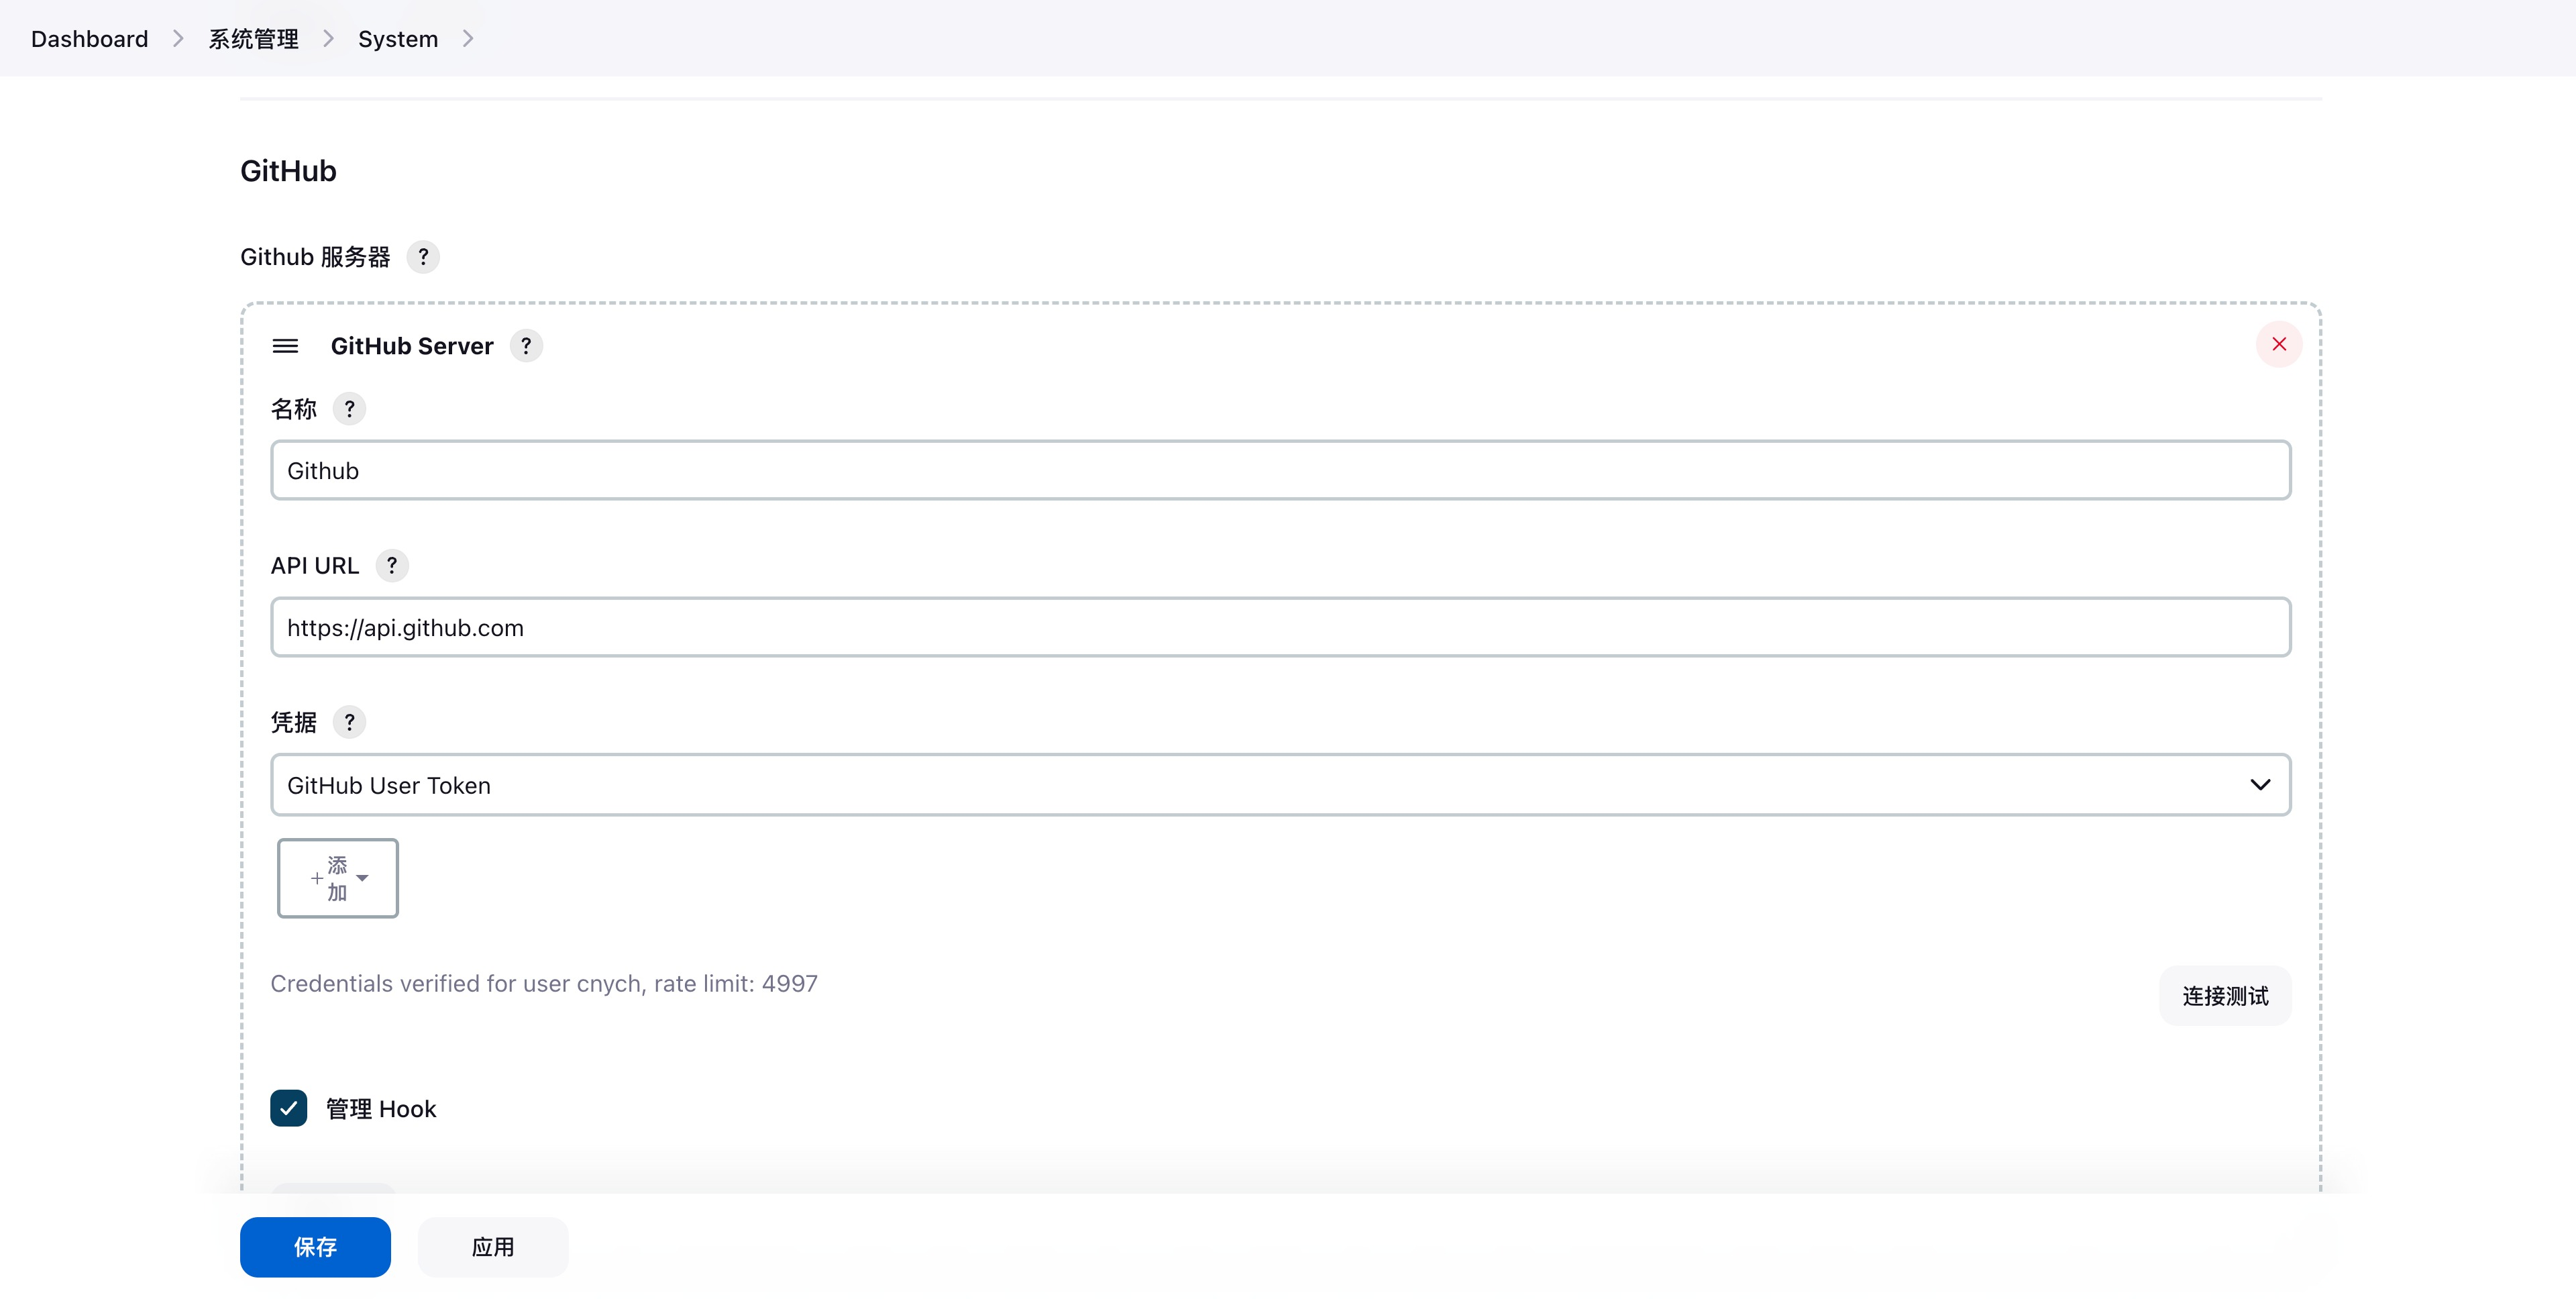 Dashboard > 系统管理 > System >
GitHub
Github 服务器 ?
GitHub Server ?
名称 ?
Github
API URL ?
https://api.github.com
凭据 ?
GitHub User Token
+ 添
加
Credentials verified for user cnych, rate limit: 4997
连接测试
管理 Hook
保存 应用